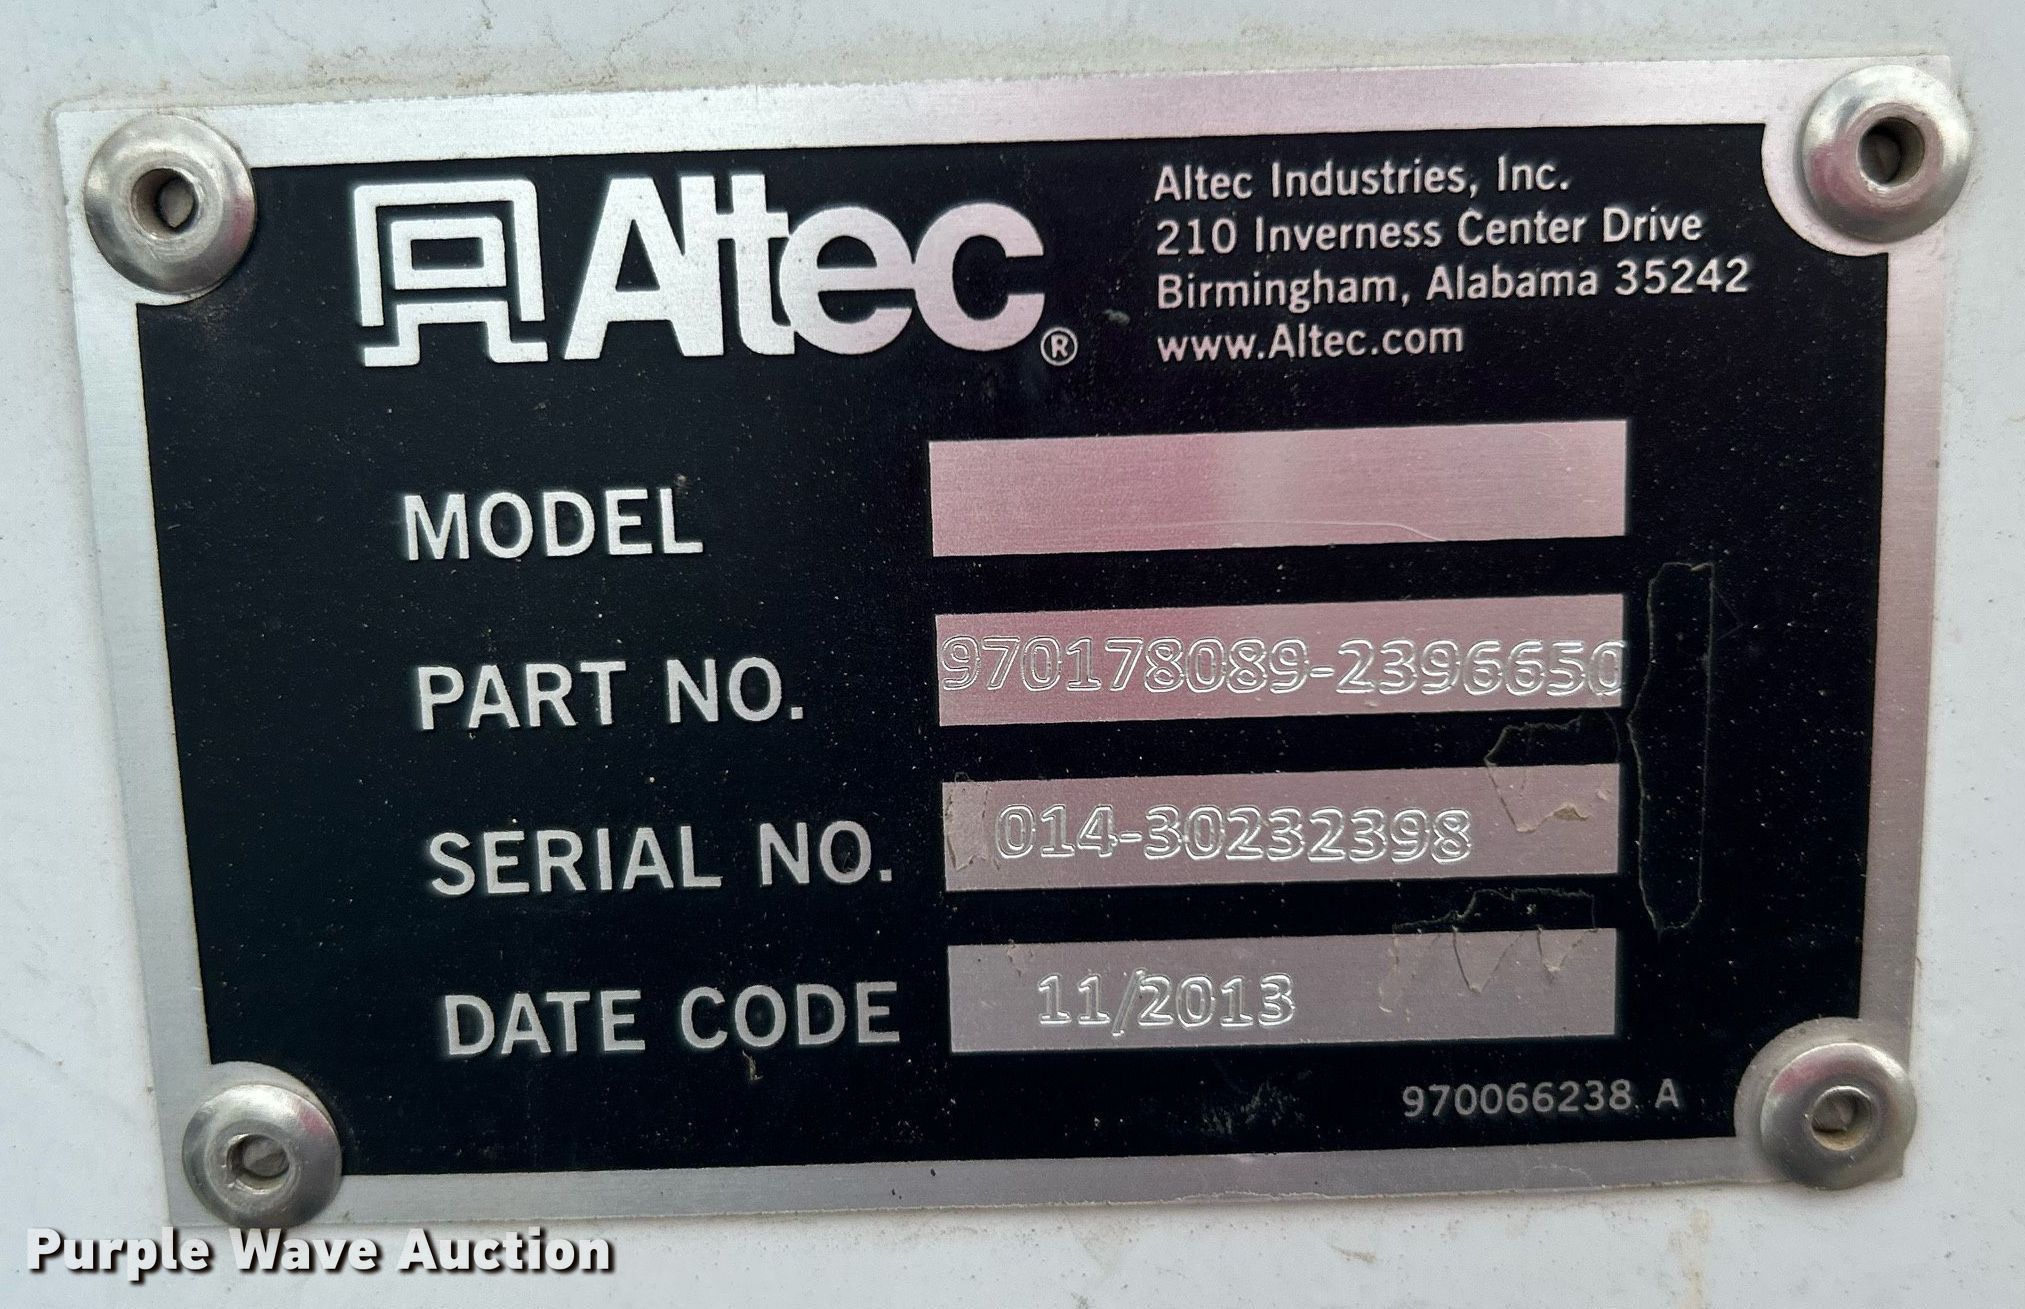 Altec®
Altec Industries, Inc.
210 Inverness Center Drive
Birmingham, Alabama 35242
www.Altec.com
MODEL
PART NO. 970178089-2396650
SERIAL NO. 014-30232398
DATE CODE 11/2013
970066238 A
Purple Wave Auction